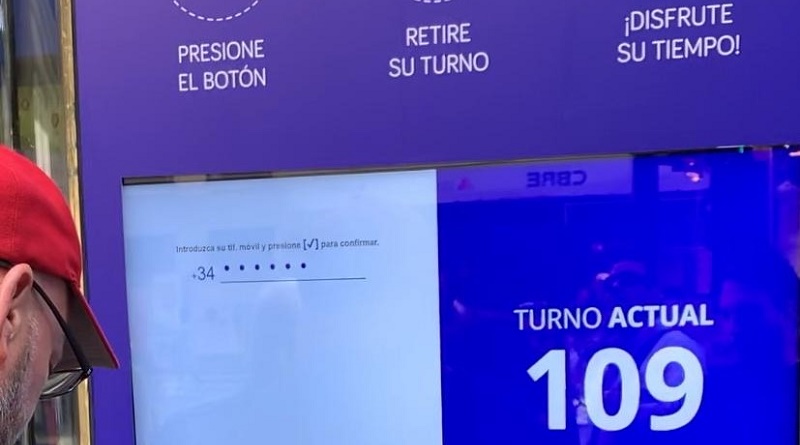 PRESIONE
EL BOTÓN
RETIRE
SU TURNO
¡DISFRUTE
SU TIEMPO!
CBRE
Introduzca su tlf. móvil y presione [✓] para confirmar.
+34 ••••••
TURNO ACTUAL
109